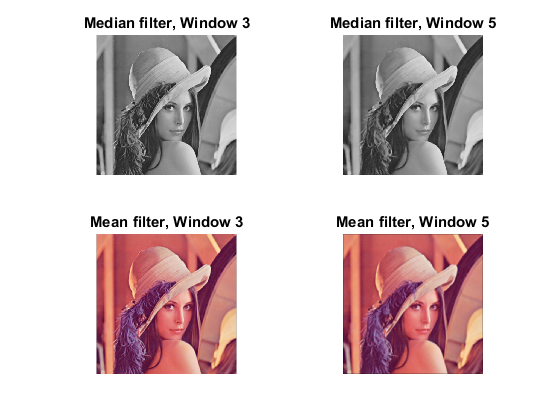 Median filter, Window 3
Median filter, Window 5
Mean filter, Window 3
Mean filter, Window 5